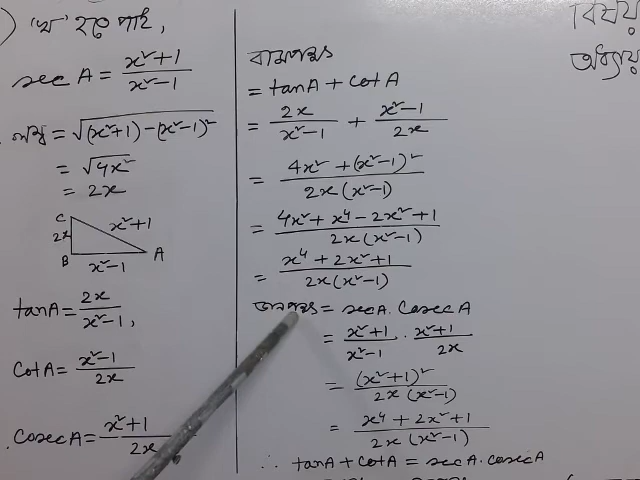 ) 'খ' হতে পাই,
sec A = (x²+1)/(x²-1)
লম্ব = √((x²+1)-(x²-1)²)
= √4x²
= 2x
C
x²+1
2x
B
A
x²-1
tanA = 2x/(x²-1),
CotA = (x²-1)/2x
CosecA = (x²+1)/2x
বামপক্ষ
= tanA + CotA
= 2x/(x²-1) + (x²-1)/2x
= (4x² + (x²-1)²)/(2x(x²-1))
= (4x² + x⁴ - 2x² + 1)/(2x(x²-1))
= (x⁴ + 2x² + 1)/(2x(x²-1))
ডানপক্ষ = secA. CosecA
= (x²+1)/(x²-1) . (x²+1)/2x
= (x²+1)²/(2x(x²-1))
= (x⁴ + 2x² + 1)/(2x(x²-1))
∴ tanA + CotA = secA. cosecA
বিষয়
অধ্যায়